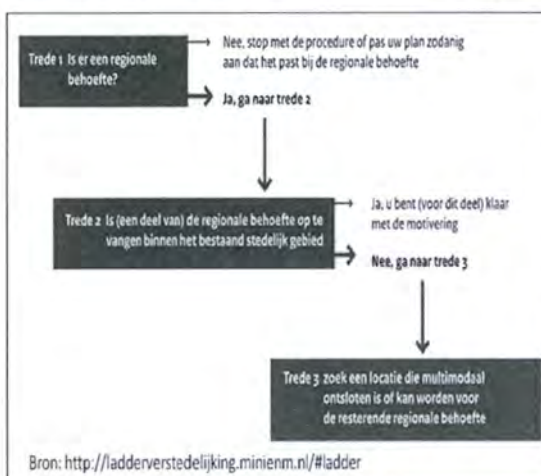 Trede 1 Is er een regionale
behoefte?
Nee, stop met de procedure of pas uw plan zodanig
aan dat het past bij de regionale behoefte
Ja, ga naar trede 2
Trede 2 Is (een deel van) de regionale behoefte op te
vangen binnen het bestaand stedelijk gebied
Ja, u bent (voor dit deel) klaar
met de motivering
Nee, ga naar trede 3
Trede 3 zoek een locatie die multimodaal
ontsloten is of kan worden voor
de resterende regionale behoefte
Bron: http://ladderverstedelijking.minienm.nl/#ladder